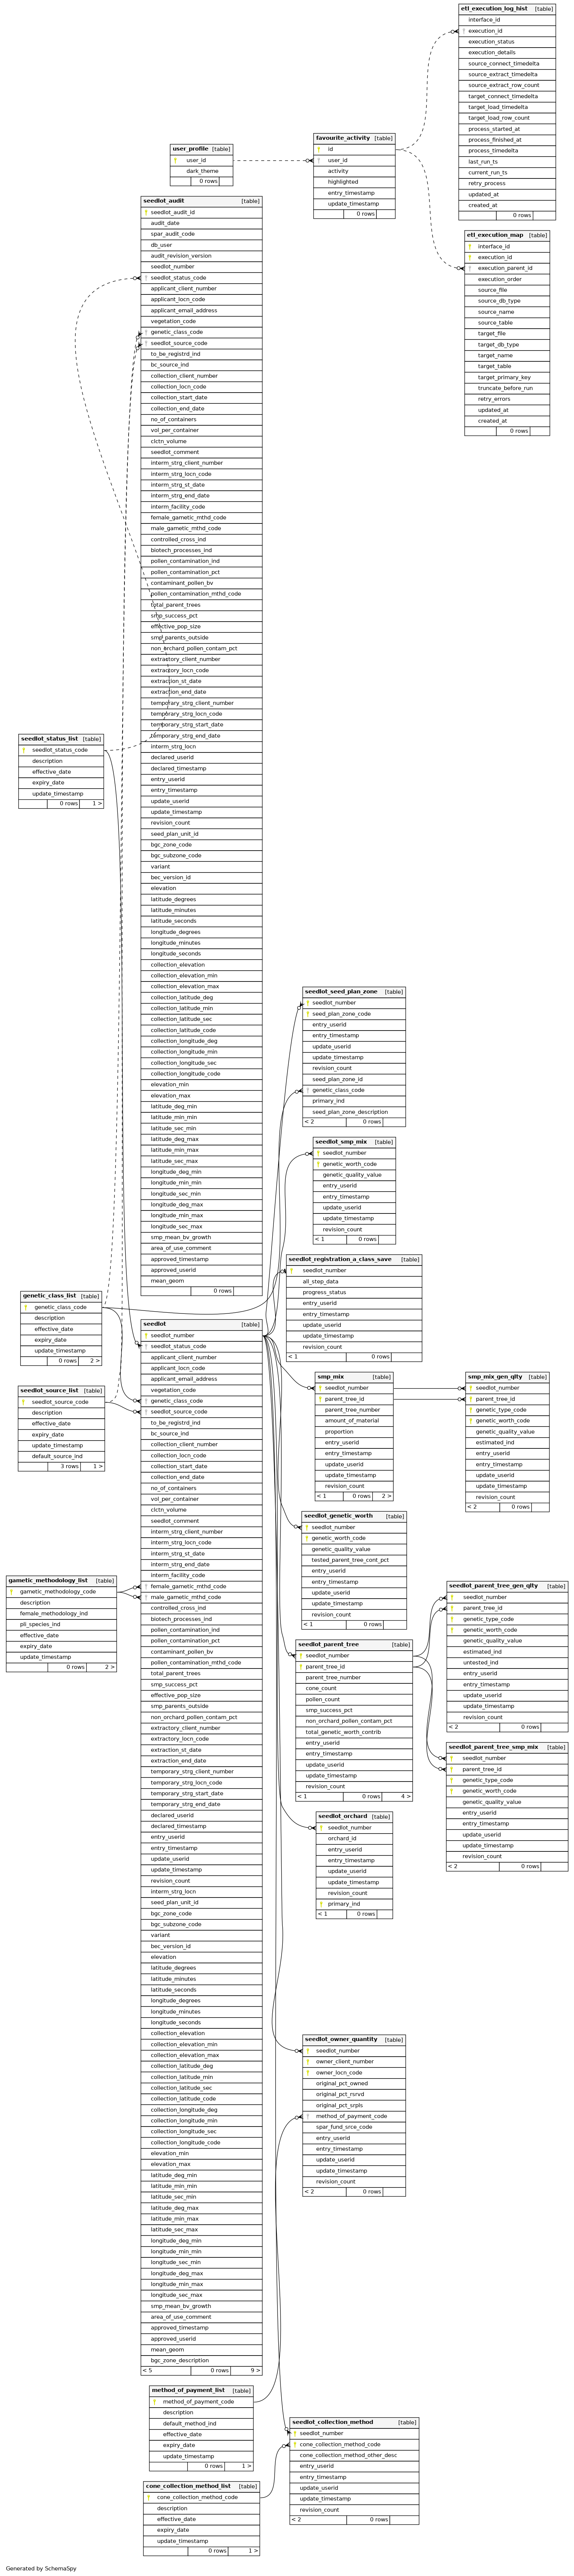 etl_execution_log_hist [table]
interface_id
execution_id
execution_status
execution_details
source_connect_timedelta
source_extract_timedelta
source_extract_row_count
target_connect_timedelta
target_load_timedelta
target_load_row_count
process_started_at
process_finished_at
process_timedelta
last_run_ts
current_run_ts
retry_process
updated_at
created_at
0 rows
user_profile [table]
user_id
dark_theme
0 rows
favourite_activity [table]
id
user_id
activity
highlighted
entry_timestamp
update_timestamp
0 rows
etl_execution_map [table]
interface_id
execution_id
execution_parent_id
execution_order
source_file
source_db_type
source_name
source_table
target_file
target_db_type
target_name
target_table
target_primary_key
truncate_before_run
retry_errors
updated_at
created_at
0 rows
seedlot_audit [table]
seedlot_audit_id
audit_date
spar_audit_code
db_user
audit_revision_version
seedlot_number
seedlot_status_code
applicant_client_number
applicant_locn_code
applicant_email_address
vegetation_code
genetic_class_code
seedlot_source_code
to_be_registrd_ind
bc_source_ind
collection_client_number
collection_locn_code
collection_start_date
collection_end_date
no_of_containers
vol_per_container
clctn_volume
seedlot_comment
interm_strg_client_number
interm_strg_locn_code
interm_strg_st_date
interm_strg_end_date
interm_facility_code
female_gametic_mthd_code
male_gametic_mthd_code
controlled_cross_ind
biotech_processes_ind
pollen_contamination_ind
pollen_contamination_pct
contaminant_pollen_bv
pollen_contamination_mthd_code
total_parent_trees
smp_success_pct
effective_pop_size
smp_parents_outside
non_orchard_pollen_contam_pct
extractory_client_number
extractory_locn_code
extraction_st_date
extraction_end_date
temporary_strg_client_number
temporary_strg_locn_code
temporary_strg_start_date
temporary_strg_end_date
interm_strg_locn
declared_userid
declared_timestamp
entry_userid
entry_timestamp
update_userid
update_timestamp
revision_count
seed_plan_unit_id
bgc_zone_code
bgc_subzone_code
variant
bec_version_id
elevation
latitude_degrees
latitude_minutes
latitude_seconds
longitude_degrees
longitude_minutes
longitude_seconds
collection_elevation
collection_elevation_min
collection_elevation_max
collection_latitude_deg
collection_latitude_min
collection_latitude_sec
collection_latitude_code
collection_longitude_deg
collection_longitude_min
collection_longitude_sec
collection_longitude_code
elevation_min
elevation_max
latitude_deg_min
latitude_min_min
latitude_sec_min
latitude_deg_max
latitude_min_max
latitude_sec_max
longitude_deg_min
longitude_min_min
longitude_sec_min
longitude_deg_max
longitude_min_max
longitude_sec_max
smp_mean_bv_growth
area_of_use_comment
approved_timestamp
approved_userid
mean_geom
0 rows
seedlot_status_list [table]
seedlot_status_code
description
effective_date
expiry_date
update_timestamp
0 rows 1 >
seedlot_seed_plan_zone [table]
seedlot_number
seed_plan_zone_code
entry_userid
entry_timestamp
update_userid
update_timestamp
revision_count
seed_plan_zone_id
genetic_class_code
primary_ind
seed_plan_zone_description
< 2 0 rows
seedlot_smp_mix [table]
seedlot_number
genetic_worth_code
genetic_quality_value
entry_userid
entry_timestamp
update_userid
update_timestamp
revision_count
< 1 0 rows
seedlot_registration_a_class_save [table]
seedlot_number
all_step_data
progress_status
entry_userid
entry_timestamp
update_userid
update_timestamp
revision_count
< 1 0 rows
genetic_class_list [table]
genetic_class_code
description
effective_date
expiry_date
update_timestamp
0 rows 2 >
seedlot_source_list [table]
seedlot_source_code
description
effective_date
expiry_date
update_timestamp
default_source_ind
3 rows 1 >
gametic_methodology_list [table]
gametic_methodology_code
description
female_methodology_ind
pli_species_ind
effective_date
expiry_date
update_timestamp
0 rows 2 >
seedlot [table]
seedlot_number
seedlot_status_code
applicant_client_number
applicant_locn_code
applicant_email_address
vegetation_code
genetic_class_code
seedlot_source_code
to_be_registrd_ind
bc_source_ind
collection_client_number
collection_locn_code
collection_start_date
collection_end_date
no_of_containers
vol_per_container
clctn_volume
seedlot_comment
interm_strg_client_number
interm_strg_locn_code
interm_strg_st_date
interm_strg_end_date
interm_facility_code
female_gametic_mthd_code
male_gametic_mthd_code
controlled_cross_ind
biotech_processes_ind
pollen_contamination_ind
pollen_contamination_pct
contaminant_pollen_bv
pollen_contamination_mthd_code
total_parent_trees
smp_success_pct
effective_pop_size
smp_parents_outside
non_orchard_pollen_contam_pct
extractory_client_number
extractory_locn_code
extraction_st_date
extraction_end_date
temporary_strg_client_number
temporary_strg_locn_code
temporary_strg_start_date
temporary_strg_end_date
declared_userid
declared_timestamp
entry_userid
entry_timestamp
update_userid
update_timestamp
revision_count
interm_strg_locn
seed_plan_unit_id
bgc_zone_code
bgc_subzone_code
variant
bec_version_id
elevation
latitude_degrees
latitude_minutes
latitude_seconds
longitude_degrees
longitude_minutes
longitude_seconds
collection_elevation
collection_elevation_min
collection_elevation_max
collection_latitude_deg
collection_latitude_min
collection_latitude_sec
collection_latitude_code
collection_longitude_deg
collection_longitude_min
collection_longitude_sec
collection_longitude_code
elevation_min
elevation_max
latitude_deg_min
latitude_min_min
latitude_sec_min
latitude_deg_max
latitude_min_max
latitude_sec_max
longitude_deg_min
longitude_min_min
longitude_sec_min
longitude_deg_max
longitude_min_max
longitude_sec_max
smp_mean_bv_growth
area_of_use_comment
approved_timestamp
approved_userid
mean_geom
bgc_zone_description
< 5 0 rows 9 >
smp_mix [table]
seedlot_number
parent_tree_id
parent_tree_number
amount_of_material
proportion
entry_userid
entry_timestamp
update_userid
update_timestamp
revision_count
< 1 0 rows 2 >
smp_mix_gen_qlty [table]
seedlot_number
parent_tree_id
genetic_type_code
genetic_worth_code
genetic_quality_value
estimated_ind
entry_userid
entry_timestamp
update_userid
update_timestamp
revision_count
< 2 0 rows
seedlot_genetic_worth [table]
seedlot_number
genetic_worth_code
genetic_quality_value
tested_parent_tree_cont_pct
entry_userid
entry_timestamp
update_userid
update_timestamp
revision_count
< 1 0 rows
seedlot_parent_tree [table]
seedlot_number
parent_tree_id
parent_tree_number
cone_count
pollen_count
smp_success_pct
non_orchard_pollen_contam_pct
total_genetic_worth_contrib
entry_userid
entry_timestamp
update_userid
update_timestamp
revision_count
< 1 0 rows 4 >
seedlot_parent_tree_gen_qlty [table]
seedlot_number
parent_tree_id
genetic_type_code
genetic_worth_code
genetic_quality_value
estimated_ind
untested_ind
entry_userid
entry_timestamp
update_userid
update_timestamp
revision_count
< 2 0 rows
seedlot_parent_tree_smp_mix [table]
seedlot_number
parent_tree_id
genetic_type_code
genetic_worth_code
genetic_quality_value
entry_userid
entry_timestamp
update_userid
update_timestamp
revision_count
< 2 0 rows
seedlot_orchard [table]
seedlot_number
orchard_id
entry_userid
entry_timestamp
update_userid
update_timestamp
revision_count
primary_ind
< 1 0 rows
seedlot_owner_quantity [table]
seedlot_number
owner_client_number
owner_locn_code
original_pct_owned
original_pct_rsrvd
original_pct_srpls
method_of_payment_code
spar_fund_srce_code
entry_userid
entry_timestamp
update_userid
update_timestamp
revision_count
< 2 0 rows
method_of_payment_list [table]
method_of_payment_code
description
default_method_ind
effective_date
expiry_date
update_timestamp
0 rows 1 >
seedlot_collection_method [table]
seedlot_number
cone_collection_method_code
cone_collection_method_other_desc
entry_userid
entry_timestamp
update_userid
update_timestamp
revision_count
< 2 0 rows
cone_collection_method_list [table]
cone_collection_method_code
description
effective_date
expiry_date
update_timestamp
0 rows 1 >
Generated by SchemaSpy